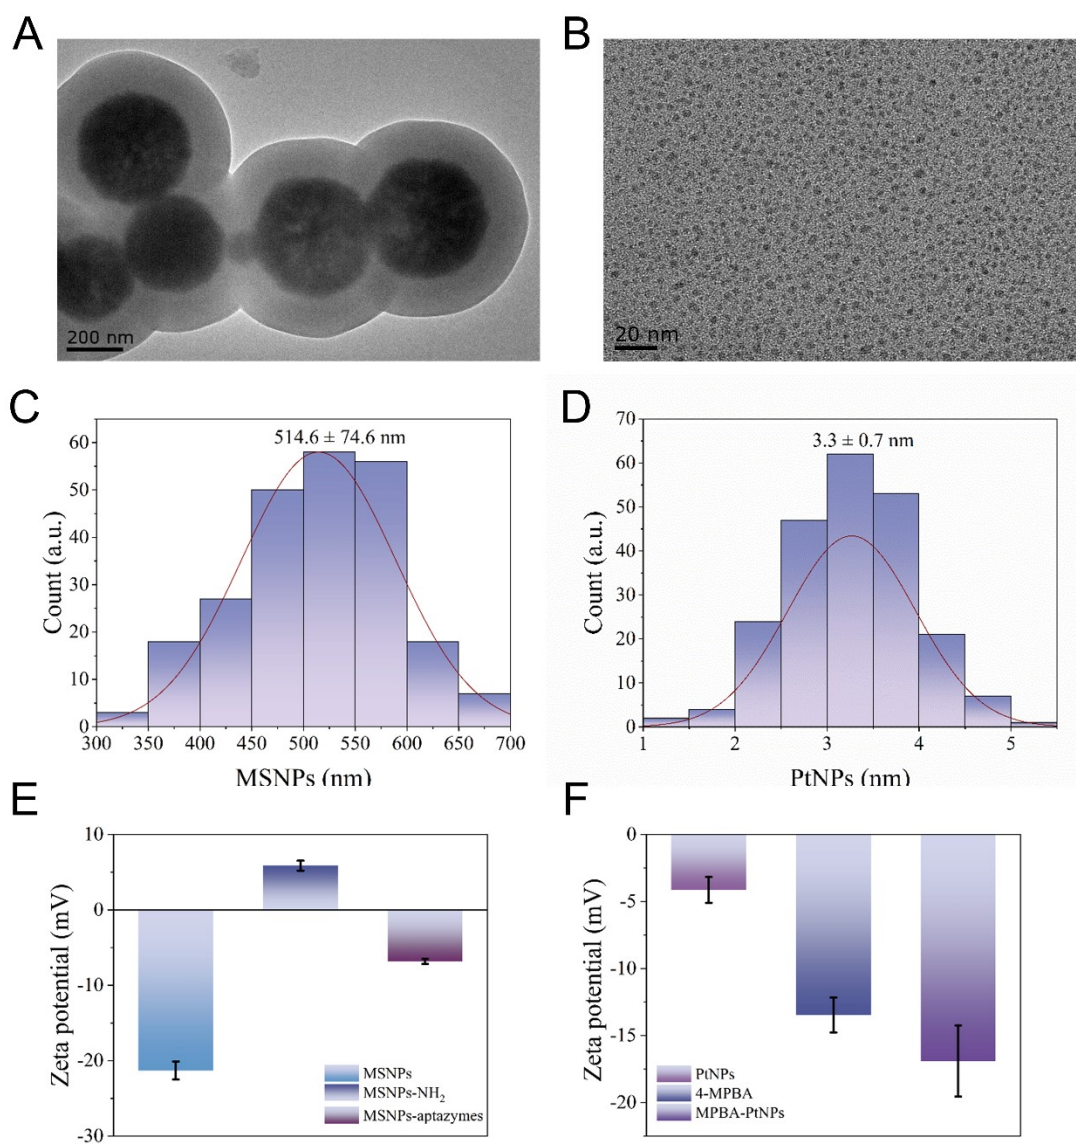 A
B
200 nm
20 nm
C
D
514.6 ± 74.6 nm
60
50
40
30
20
10
0
Count (a.u.)
300 350 400 450 500 550 600 650 700
MSNPs (nm)
3.3 ± 0.7 nm
70
60
50
40
30
20
10
0
Count (a.u.)
1 2 3 4 5
PtNPs (nm)
E
F
10
0
-10
-20
-30
Zeta potential (mV)
MSNPs
MSNPs-NH₂
MSNPs-aptazymes
0
-5
-10
-15
-20
Zeta potential (mV)
PtNPs
4-MPBA
MPBA-PtNPs